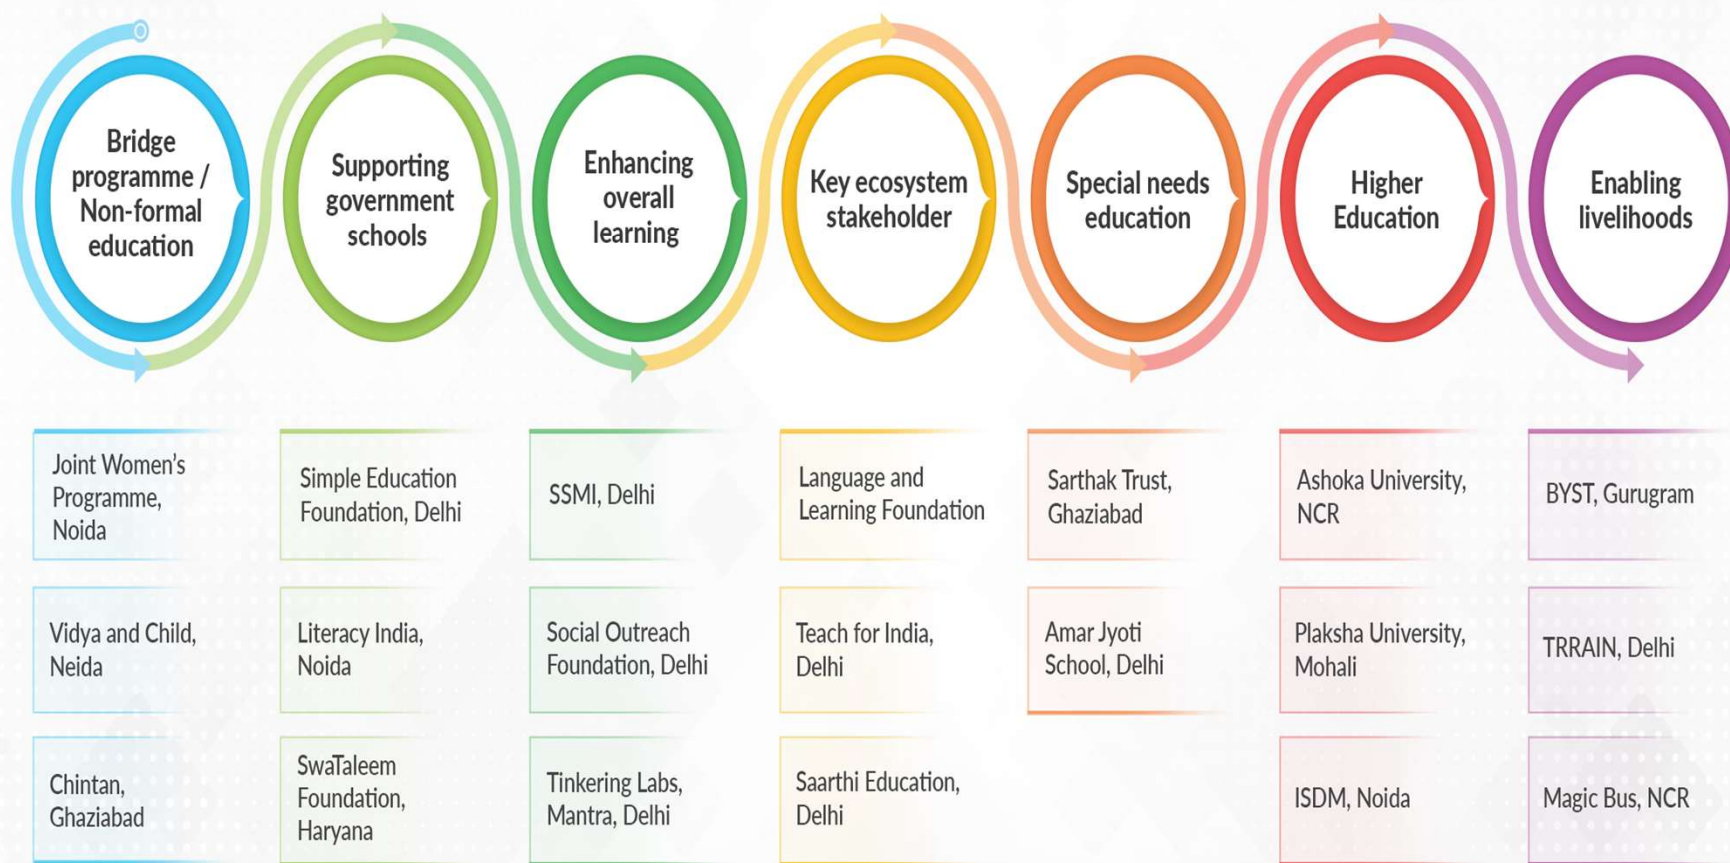 Bridge
programme /
Non-formal
education
Supporting
government
schools
Enhancing
overall
learning
Key ecosystem
stakeholder
Special needs
education
Higher
Education
Enabling
livelihoods
Joint Women's
Programme,
Noida
Simple Education
Foundation, Delhi
SSMI, Delhi
Language and
Learning Foundation
Sarthak Trust,
Ghaziabad
Ashoka University,
NCR
BYST, Gurugram
Vidya and Child,
Neida
Literacy India,
Noida
Social Outreach
Foundation, Delhi
Teach for India,
Delhi
Amar Jyoti
School, Delhi
Plaksha University,
Mohali
TRRAIN, Delhi
Chintan,
Ghaziabad
SwaTaleem
Foundation,
Haryana
Tinkering Labs,
Mantra, Delhi
Saarthi Education,
Delhi
ISDM, Noida
Magic Bus, NCR